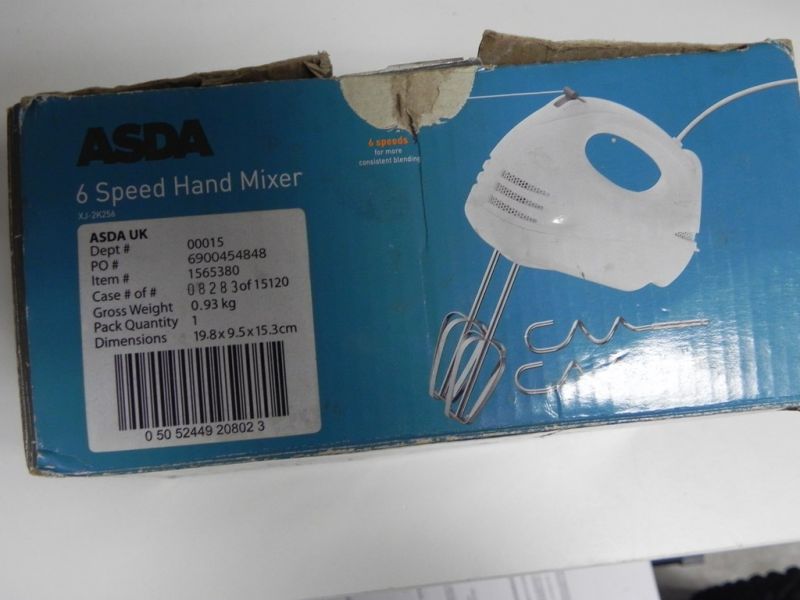 ASDA
6 Speed Hand Mixer
XJ-2K256
6 speeds
for more
consistent blending
ASDA UK
Dept # 00015
PO # 6900454848
Item # 1565380
Case # of # 08283 of 15120
Gross Weight 0.93 kg
Pack Quantity 1
Dimensions 19.8 x 9.5 x 15.3cm
0 50 52449 20802 3